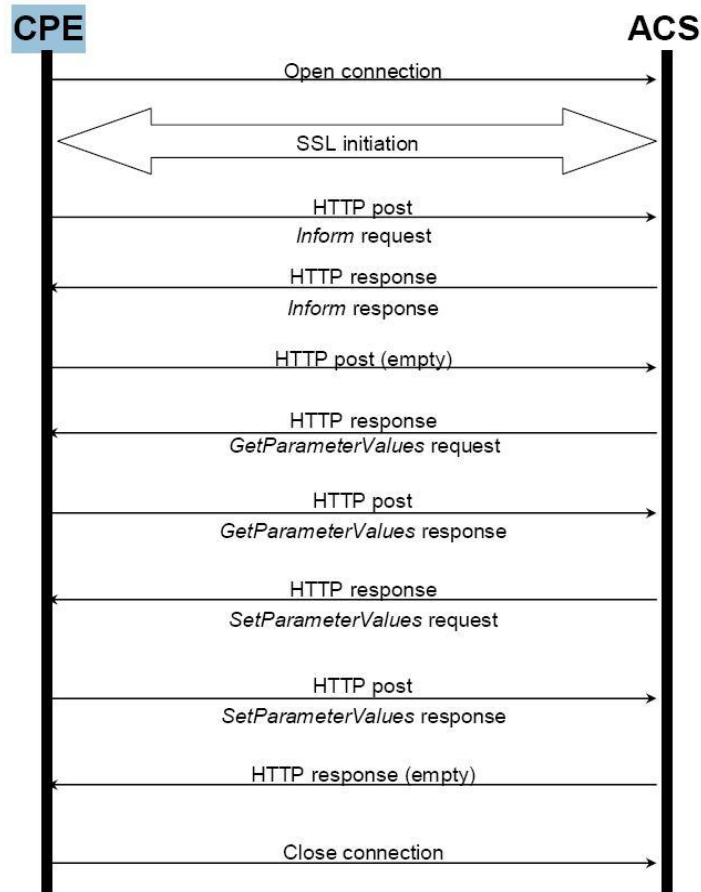 CPE
ACS
Open connection
SSL initiation
HTTP post
Inform request
HTTP response
Inform response
HTTP post (empty)
HTTP response
GetParameterValues request
HTTP post
GetParameterValues response
HTTP response
SetParameterValues request
HTTP post
SetParameterValues response
HTTP response (empty)
Close connection